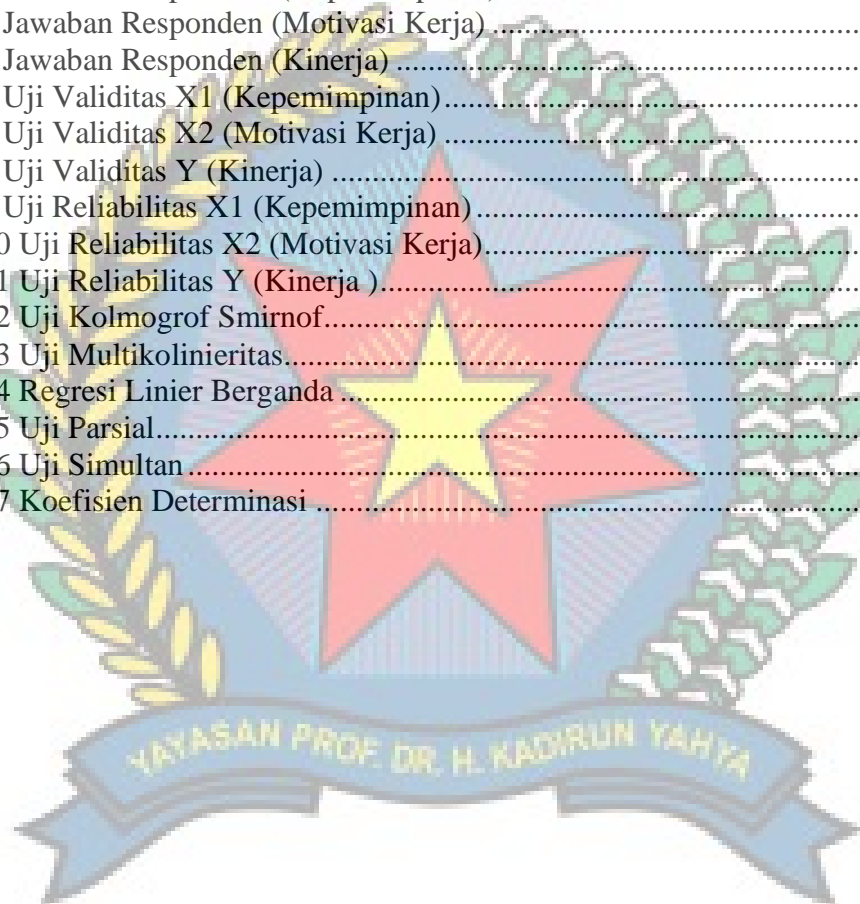 Jawaban Responden (Motivasi Kerja)
Jawaban Responden (Kinerja)
Uji Validitas X1 (Kepemimpinan)
Uji Validitas X2 (Motivasi Kerja)
Uji Validitas Y (Kinerja)
Uji Reliabilitas X1 (Kepemimpinan)
0 Uji Reliabilitas X2 (Motivasi Kerja)
1 Uji Reliabilitas Y (Kinerja )
2 Uji Kolmogrof Smirnof
3 Uji Multikolinieritas
4 Regresi Linier Berganda
5 Uji Parsial
6 Uji Simultan
7 Koefisien Determinasi
YAYASAN PROF. DR. H. KADIRUN YAHYA